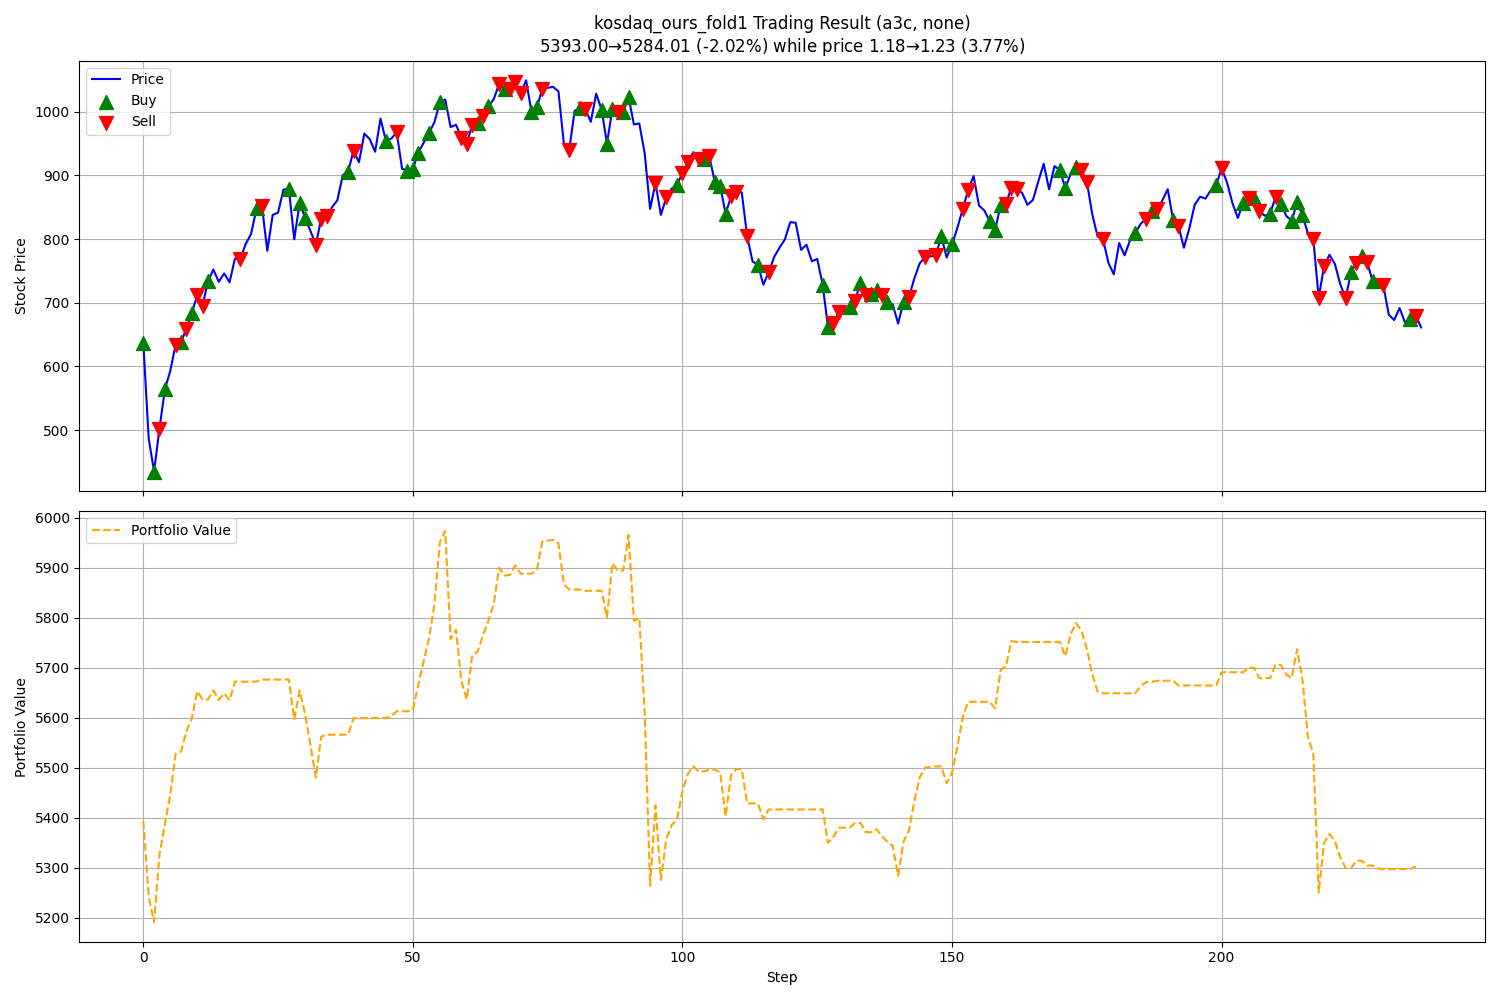 kosdaq_ours_fold1 Trading Result (a3c, none)
5393.00→5284.01 (-2.02%) while price 1.18→1.23 (3.77%)
Price
Buy
Sell
1000
900
800
700
600
500
Stock Price
Portfolio Value
6000
5900
5800
5700
5600
5500
5400
5300
5200
Portfolio Value
0
50
100
150
200
Step